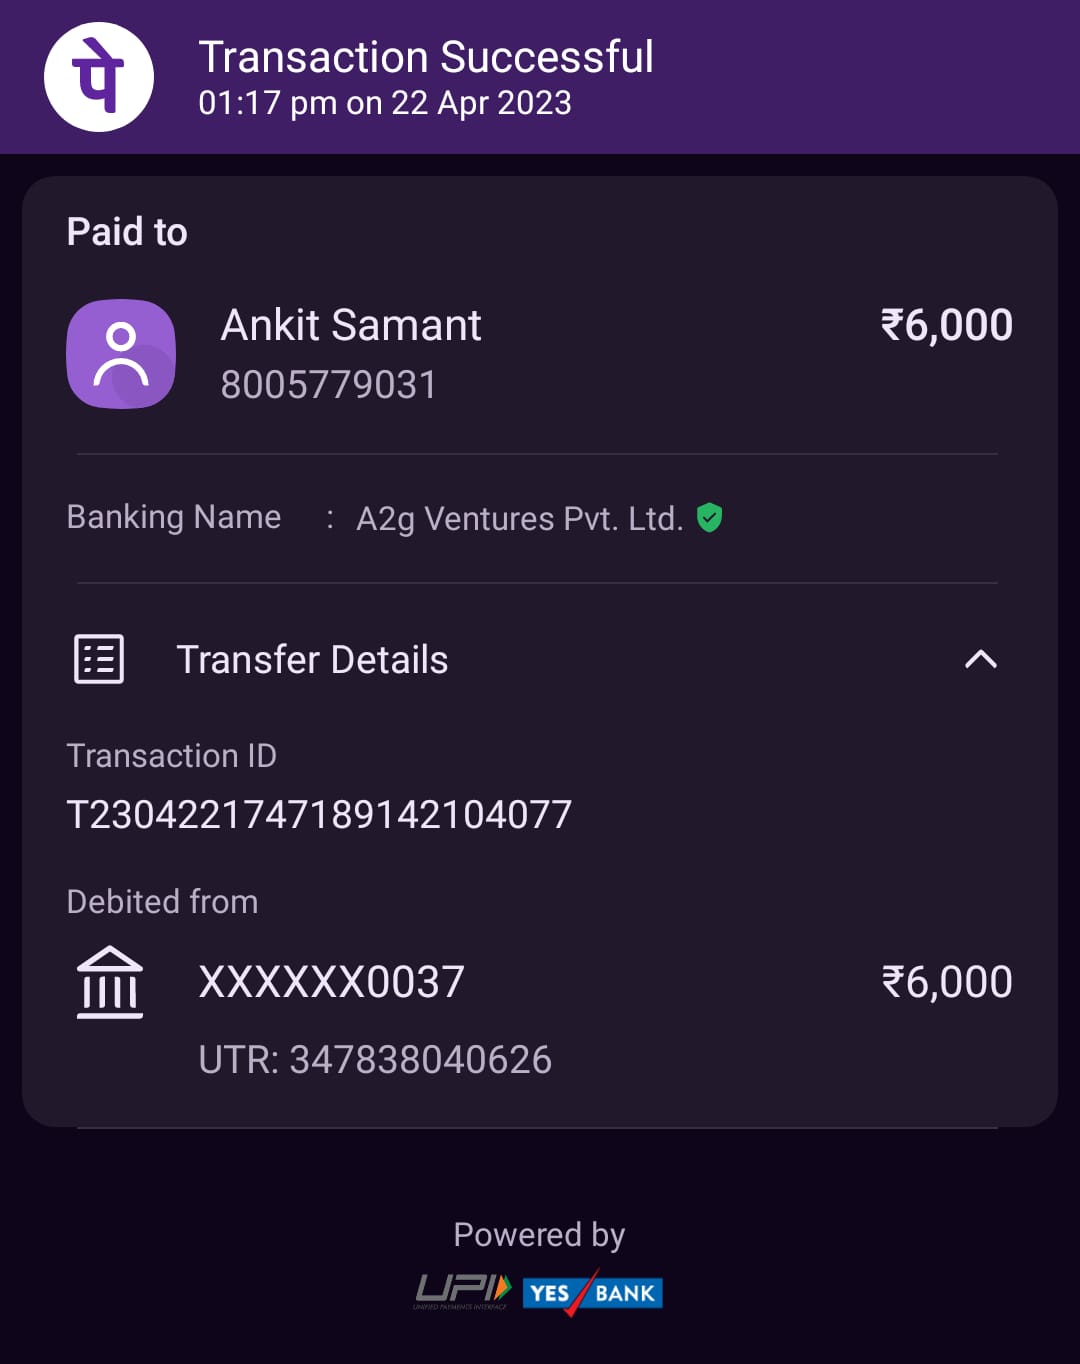 पे
Transaction Successful
01:17 pm on 22 Apr 2023
Paid to
Ankit Samant
₹6,000
8005779031
Banking Name : A2g Ventures Pvt. Ltd.
Transfer Details
Transaction ID
T2304221747189142104077
Debited from
XXXXXX0037
₹6,000
UTR: 347838040626
Powered by
UPI YES BANK
UNIFIED PAYMENTS INTERFACE